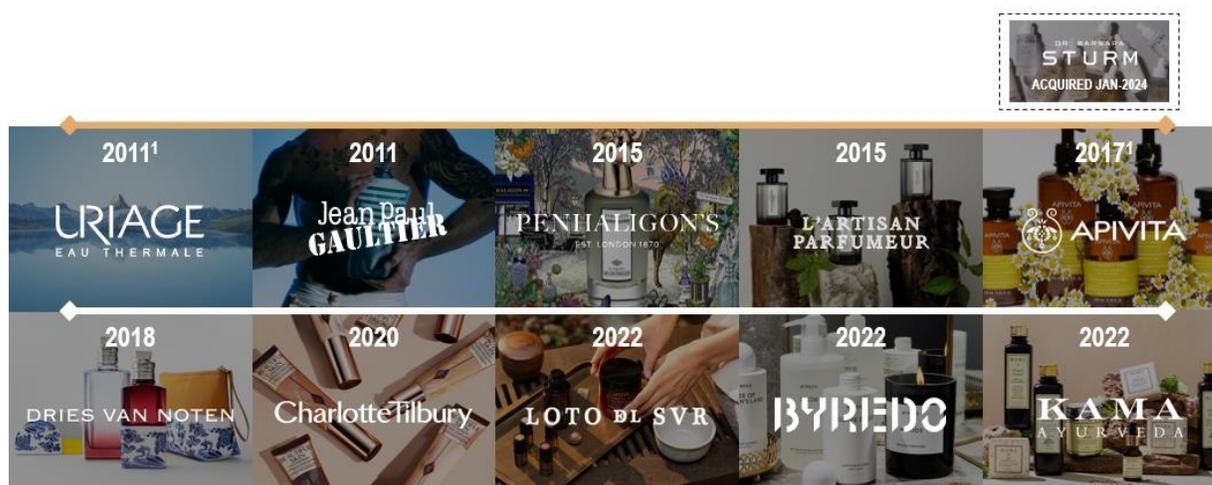 DR. BARBARA
STURM
ACQUIRED JAN-2024
2011¹
URIAGE
EAU THERMALE
2011
Jean Paul
GAULTIER
2015
PENHALIGON'S
EST. LONDON 1870
2015
L'ARTISAN
PARFUMEUR
2017¹
APIVITA
2018
DRIES VAN NOTEN
2020
CharlotteTilbury
2022
LOTO DEL SVR
2022
BYREDO
2022
KAMA
AYURVEDA